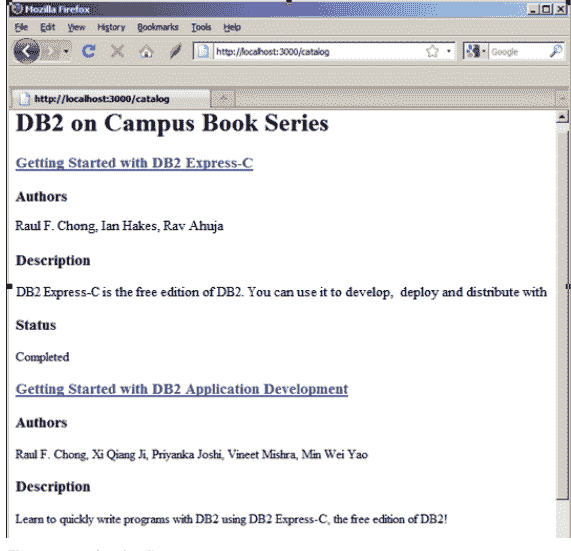 Mozilla Firefox
File Edit View History Bookmarks Tools Help
http://localhost:3000/catalog Google
http://localhost:3000/catalog
DB2 on Campus Book Series
Getting Started with DB2 Express-C
Authors
Raul F. Chong, Ian Hakes, Rav Ahuja
Description
DB2 Express-C is the free edition of DB2. You can use it to develop, deploy and distribute with
Status
Completed
Getting Started with DB2 Application Development
Authors
Raul F. Chong, Xi Qiang Ji, Priyanka Joshi, Vineet Mishra, Min Wei Yao
Description
Learn to quickly write programs with DB2 using DB2 Express-C, the free edition of DB2!